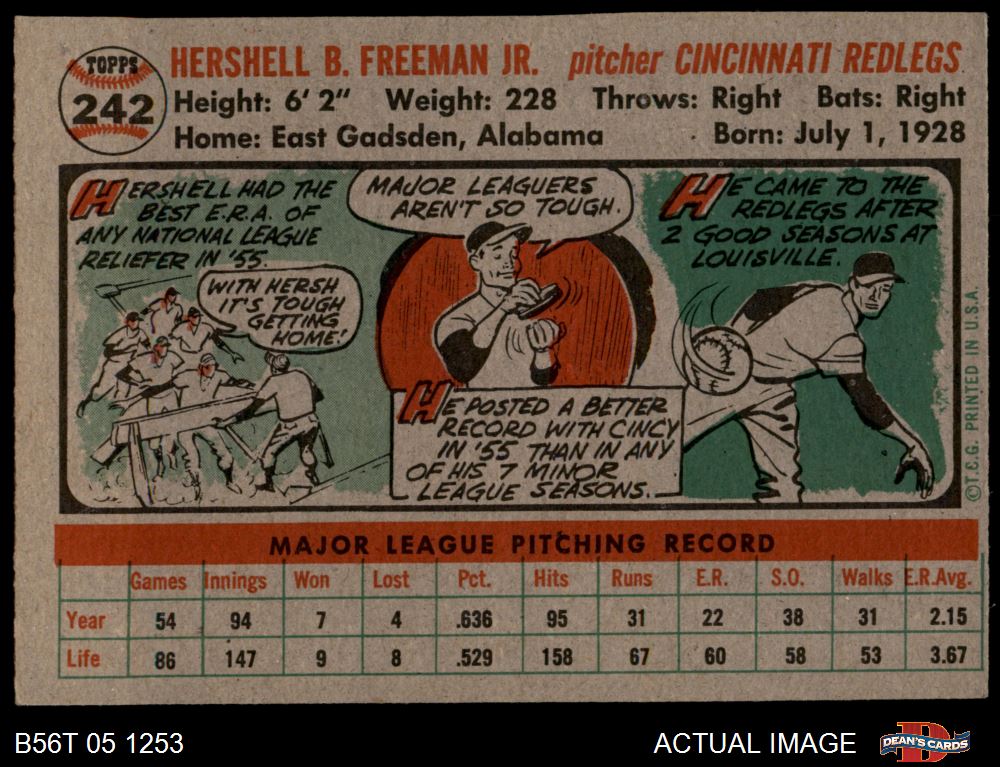 TOPPS
242
HERSHELL B. FREEMAN JR. pitcher CINCINNATI REDLEGS
Height: 6' 2" Weight: 228 Throws: Right Bats: Right
Home: East Gadsden, Alabama Born: July 1, 1928
HERSHELL HAD THE
BEST E.R.A. OF
ANY NATIONAL LEAGUE
RELIEFER IN '55.
WITH HERSH
IT'S TOUGH
GETTING
HOME!
MAJOR LEAGUERS
AREN'T SO TOUGH.
HE POSTED A BETTER
RECORD WITH CINCY
IN '55 THAN IN ANY
OF HIS 7 MINOR
LEAGUE SEASONS.
HE CAME TO THE
REDLEGS AFTER
2 GOOD SEASONS AT
LOUISVILLE.
©T.C.G. PRINTED IN U.S.A.
MAJOR LEAGUE PITCHING RECORD
Games Innings Won Lost Pct. Hits Runs E.R. S.O. Walks E.R.Avg.
Year 54 94 7 4 .636 95 31 22 38 31 2.15
Life 86 147 9 8 .529 158 67 60 58 53 3.67
B56T 05 1253 ACTUAL IMAGE D DEAN'S CARDS